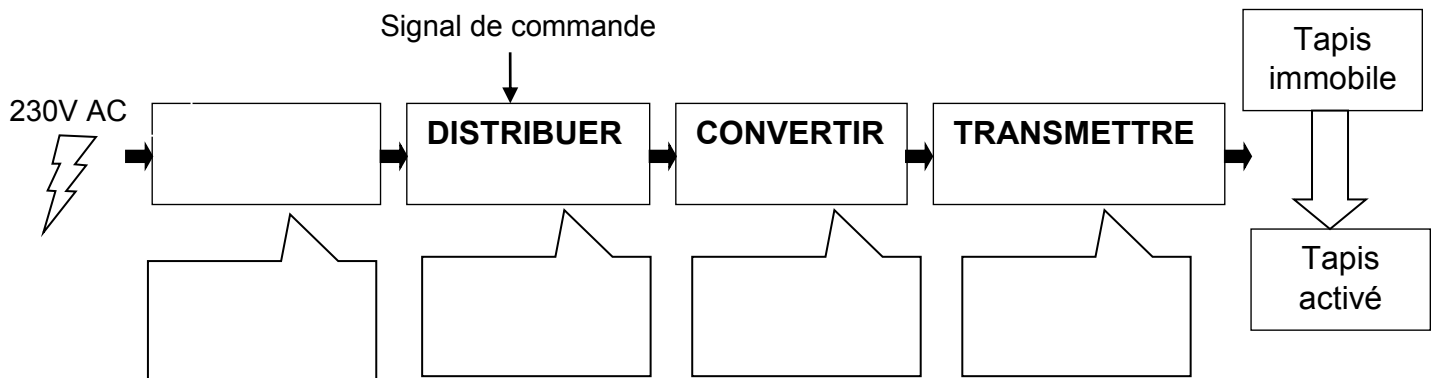 Signal de commande
230V AC
DISTRIBUER
CONVERTIR
TRANSMETTRE
Tapis
immobile
Tapis
activé